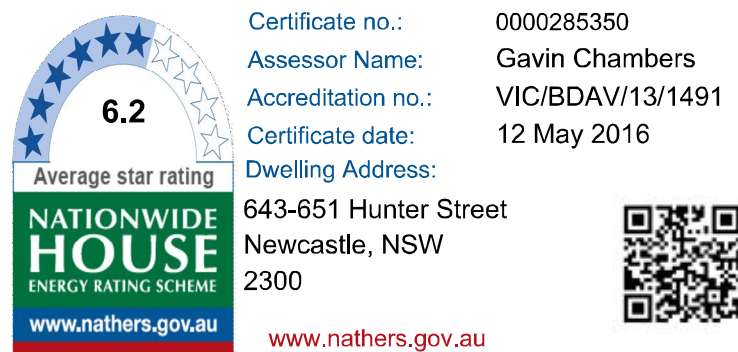 6.2
Average star rating
NATIONWIDE
HOUSE
ENERGY RATING SCHEME
www.nathers.gov.au
Certificate no.: 0000285350
Assessor Name: Gavin Chambers
Accreditation no.: VIC/BDAV/13/1491
Certificate date: 12 May 2016
Dwelling Address:
643-651 Hunter Street
Newcastle, NSW
2300
www.nathers.gov.au